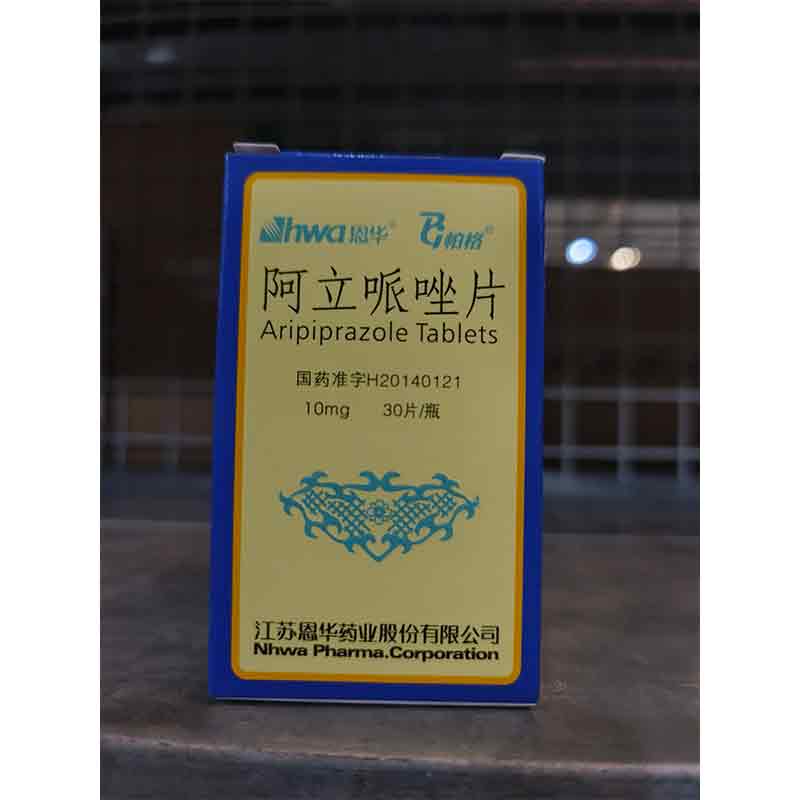 Nhwa恩华® PG帕格®
阿立哌唑片
Aripiprazole Tablets
国药准字H20140121
10mg 30片/瓶
江苏恩华药业股份有限公司
Nhwa Pharma.Corporation